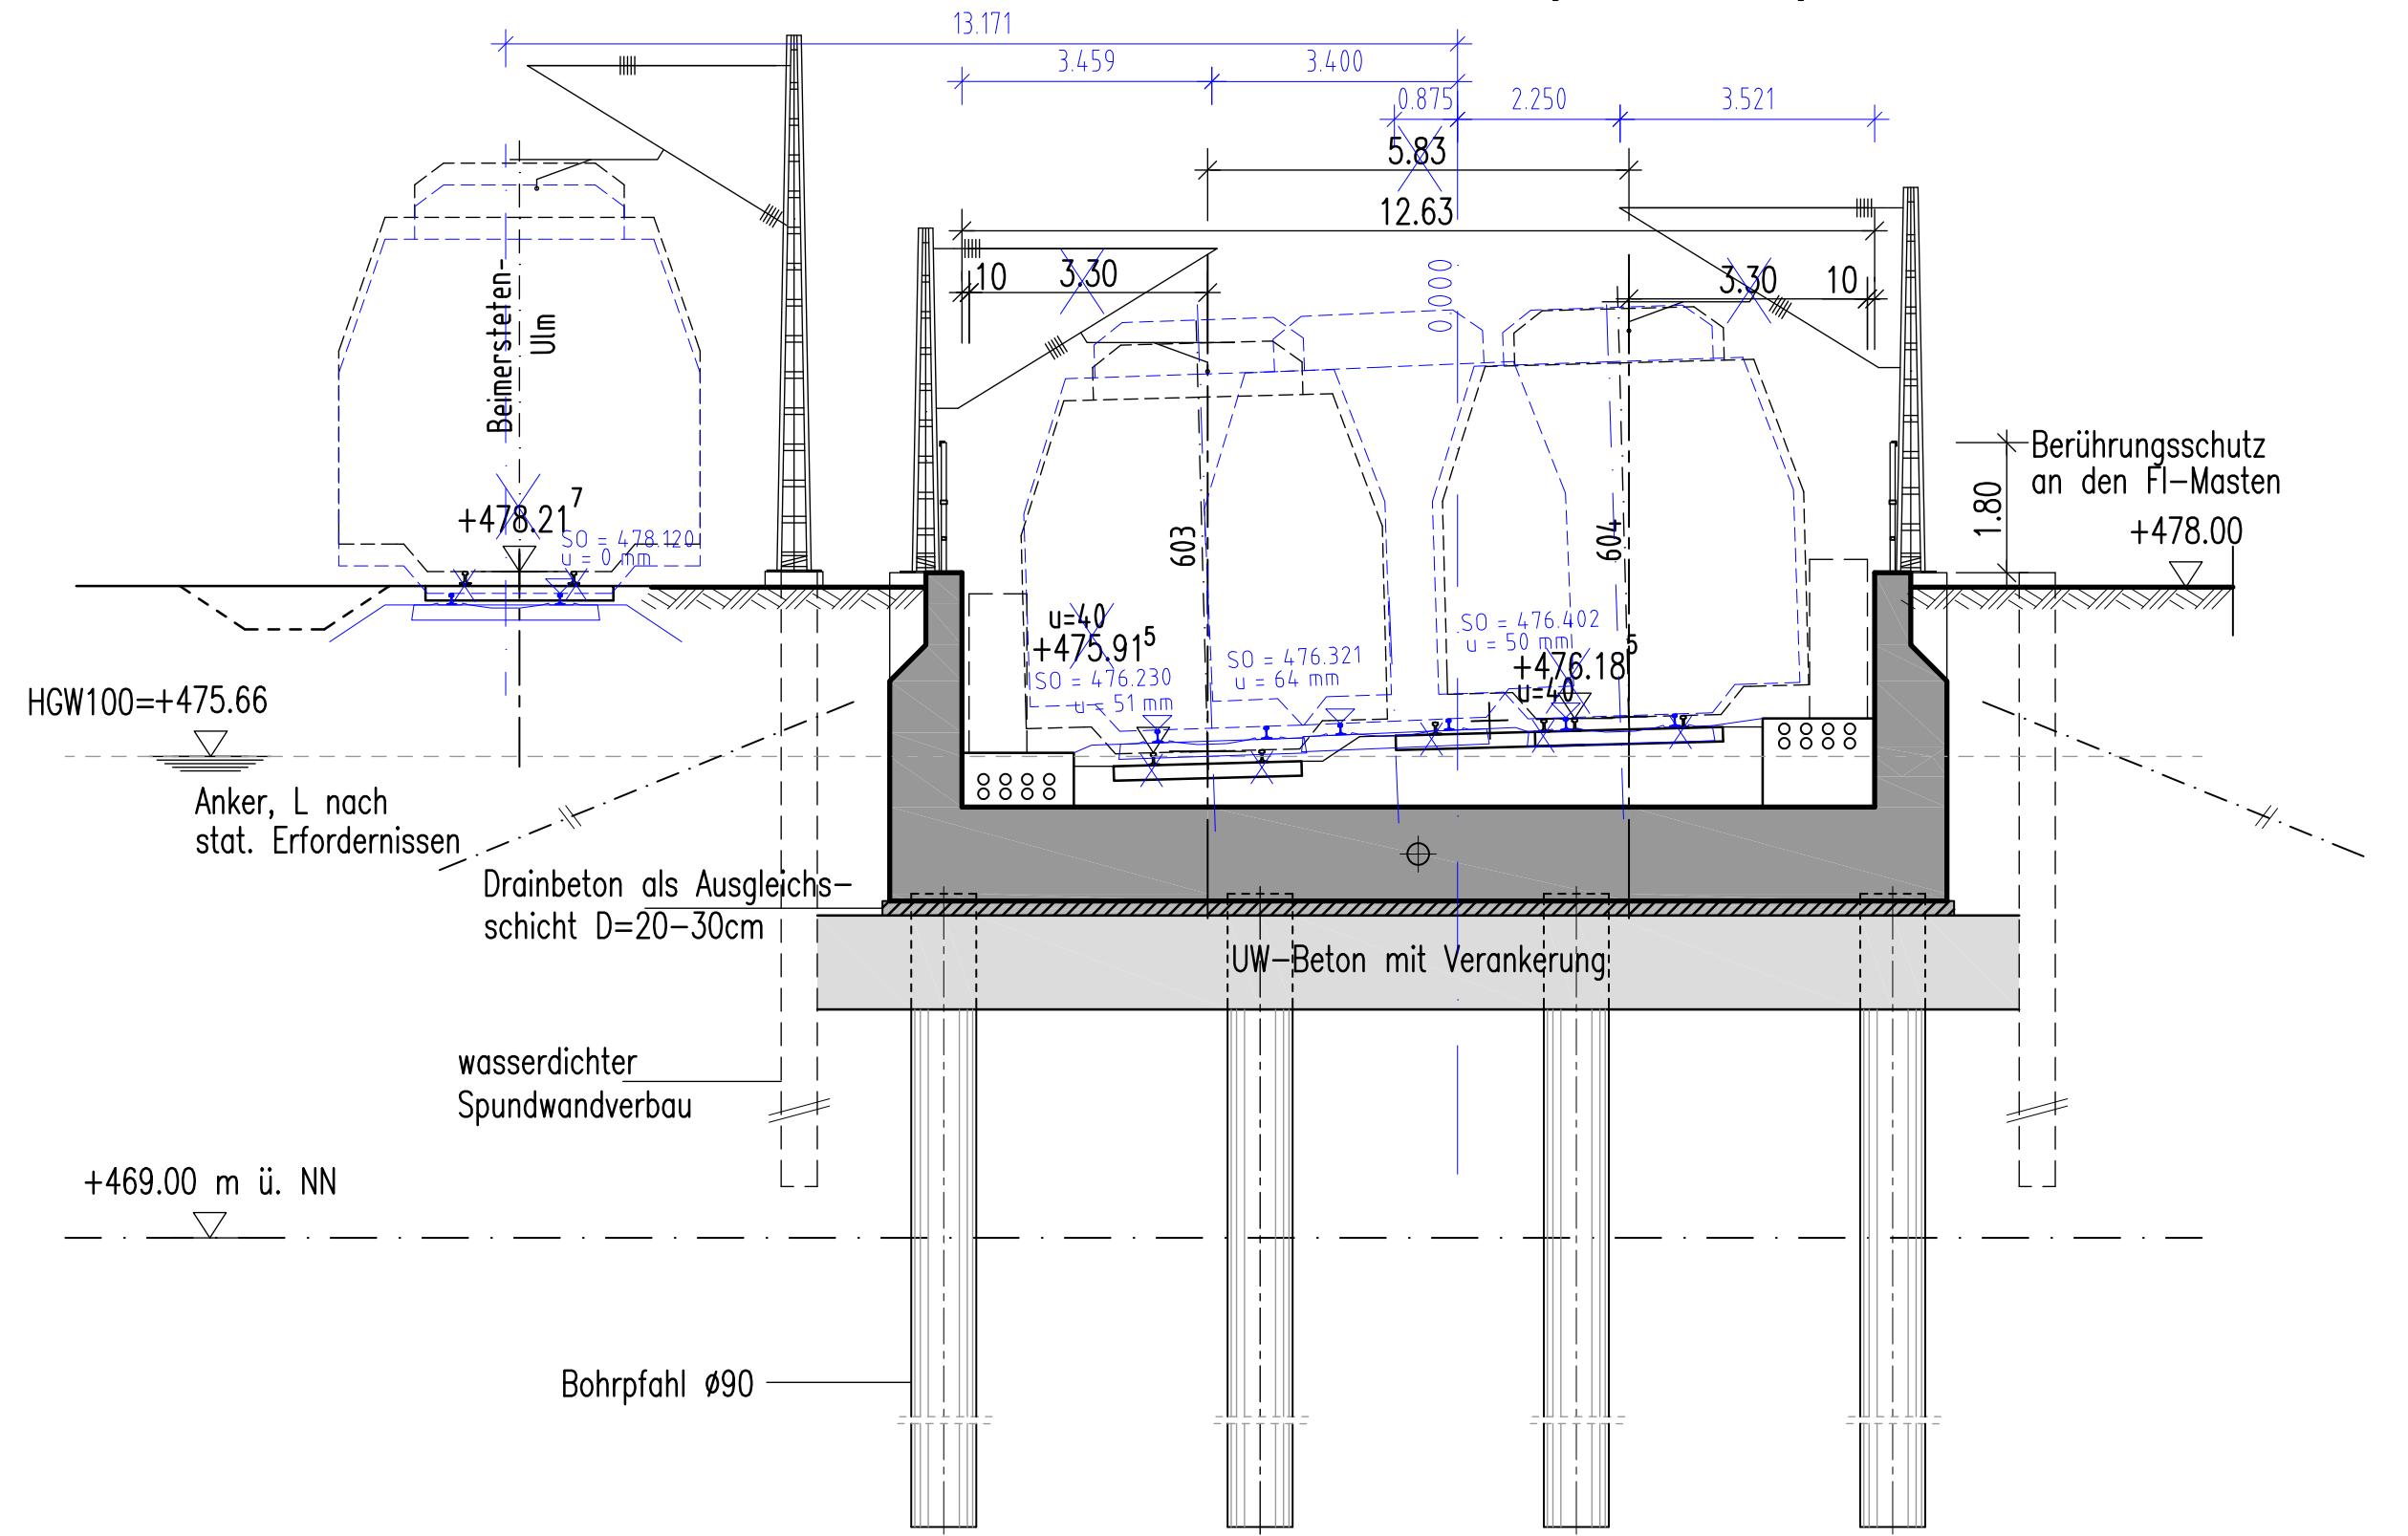 13.171
3.459
3.400
0.875
2.250
3.521
5.83
12.63
10
3.30
3.30
10
0.000
Beimerstetten-
Ulm
+478.21⁷
SO = 478.120
u = 0 mm
603
604
Berührungsschutz
an den Fl-Masten
1.80
+478.00
u=40
+475.91⁵
SO = 476.230
u = 51 mm
SO = 476.321
u = 64 mm
SO = 476.402
u = 50 mm
+476.18⁵
u=40
HGW100=+475.66
Anker, L nach
stat. Erfordernissen
Drainbeton als Ausgleichs-
schicht D=20-30cm
UW-Beton mit Verankerung
wasserdichter
Spundwandverbau
+469.00 m ü. NN
Bohrpfahl ø90